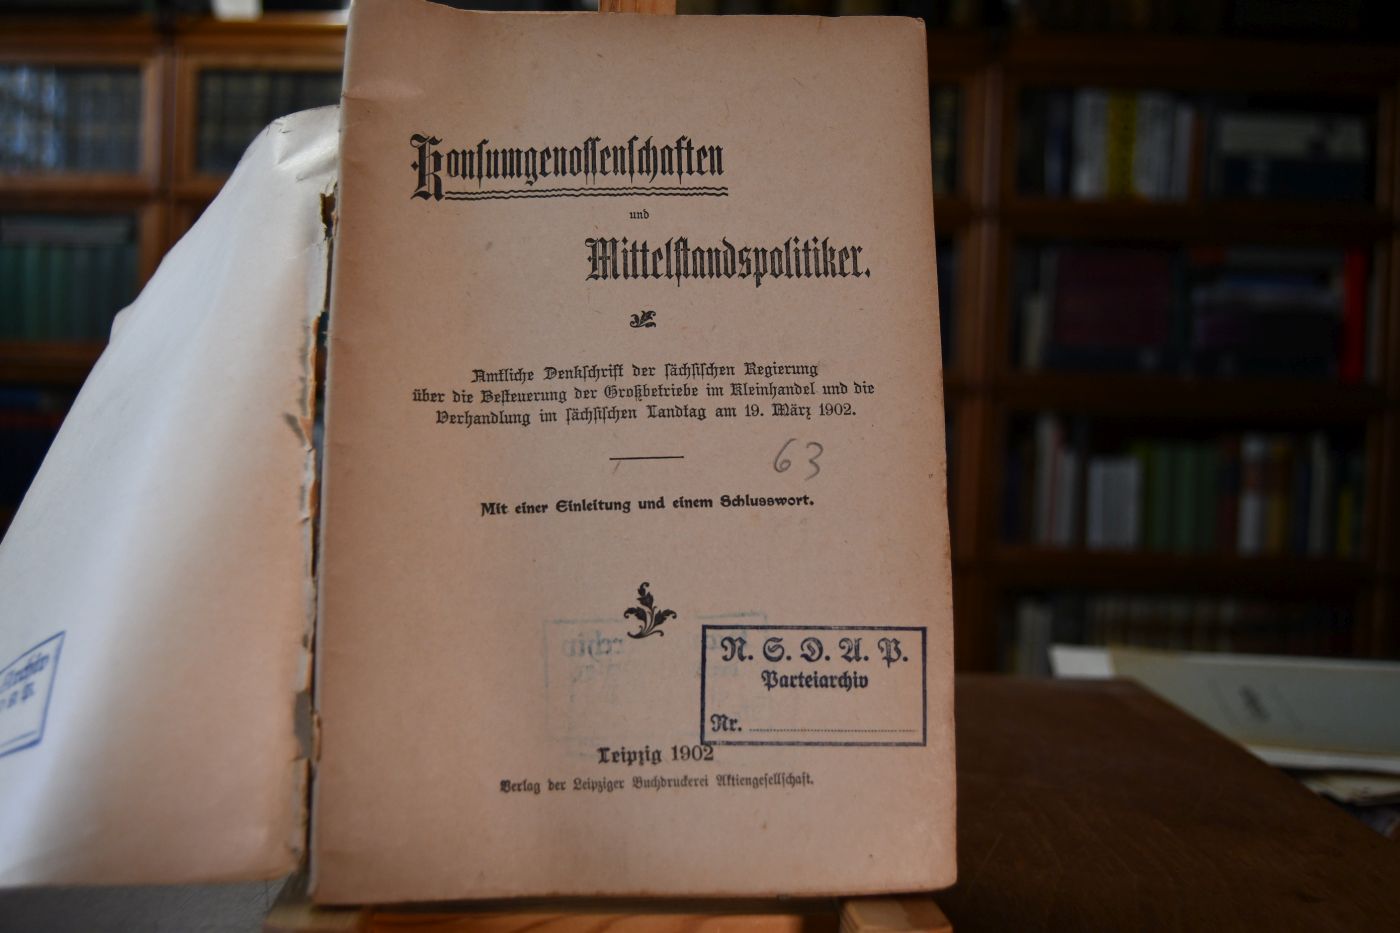 Konsumgenossenschaften
und
Mittelstandspolitiker.
Amtliche Denkschrift der sächsischen Regierung
über die Besteuerung der Großbetriebe im Kleinhandel und die
Verhandlung im sächsischen Landtag am 19. März 1902.
63
Mit einer Einleitung und einem Schlusswort.
N. S. D. A. P.
Parteiarchiv
Nr.
Leipzig 1902
Verlag der Leipziger Buchdruckerei Aktiengesellschaft.